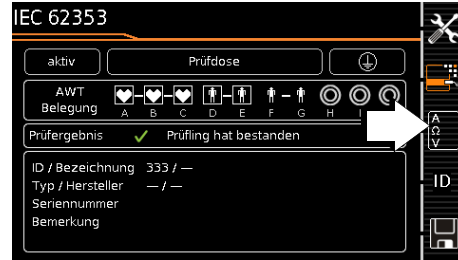 IEC 62353
aktiv Prüfdose
AWT
Belegung
A B C D E F G H I
Prüfergebnis Prüfling hat bestanden
ID / Bezeichnung 333 / —
Typ / Hersteller — / —
Seriennummer
Bemerkung
A
Ω
V
ID